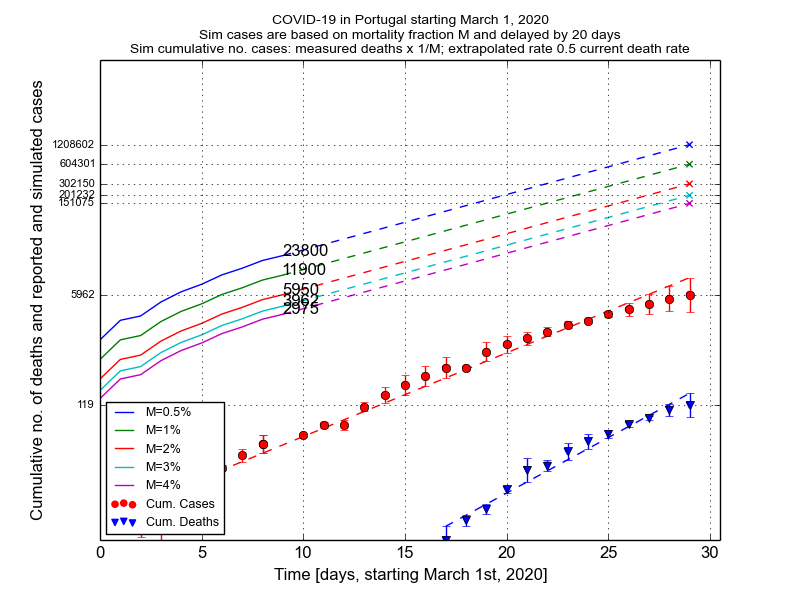 COVID-19 in Portugal starting March 1, 2020
Sim cases are based on mortality fraction M and delayed by 20 days
Sim cumulative no. cases: measured deaths x 1/M; extrapolated rate 0.5 current death rate
Cumulative no. of deaths and reported and simulated cases
1208602
604301
302150
201232
151075
5962
119
23800
11900
5950
3962
2975
M=0.5%
M=1%
M=2%
M=3%
M=4%
Cum. Cases
Cum. Deaths
0 5 10 15 20 25 30
Time [days, starting March 1st, 2020]